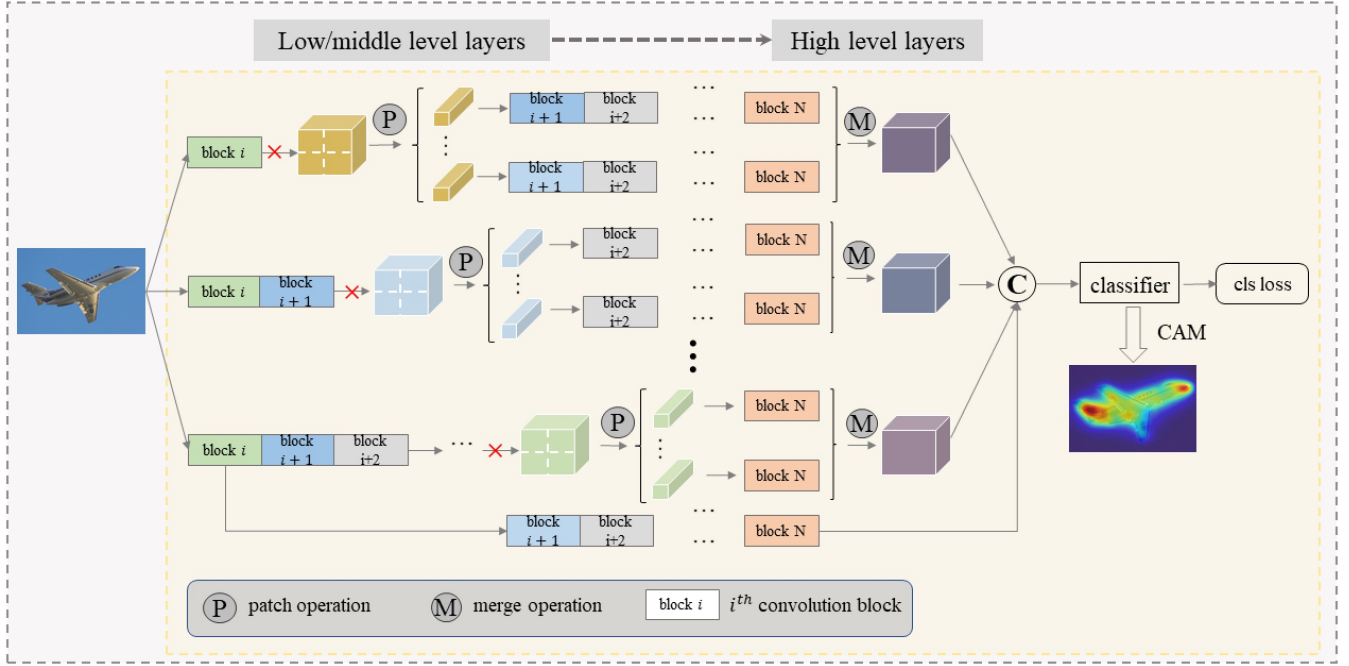 Low/middle level layers
High level layers
block i
P
block
i + 1
block
i+2
...
block N
M
block
i + 1
block
i+2
...
block N
block i
block
i + 1
P
block
i+2
...
block N
M
block
i+2
...
block N
C
classifier
cls loss
CAM
block i
block
i + 1
block
i+2
...
P
block N
M
block N
block
i + 1
block
i+2
...
block N
P patch operation
M merge operation
block i
i^th convolution block